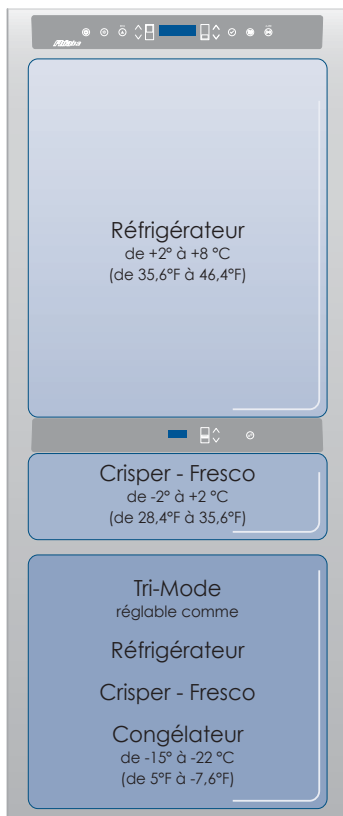 Réfrigérateur
de +2° à +8 °C
(de 35,6°F à 46,4°F)
Crisper - Fresco
de -2° à +2 °C
(de 28,4°F à 35,6°F)
Tri-Mode
réglable comme
Réfrigérateur
Crisper - Fresco
Congélateur
de -15° à -22 °C
(de 5°F à -7,6°F)